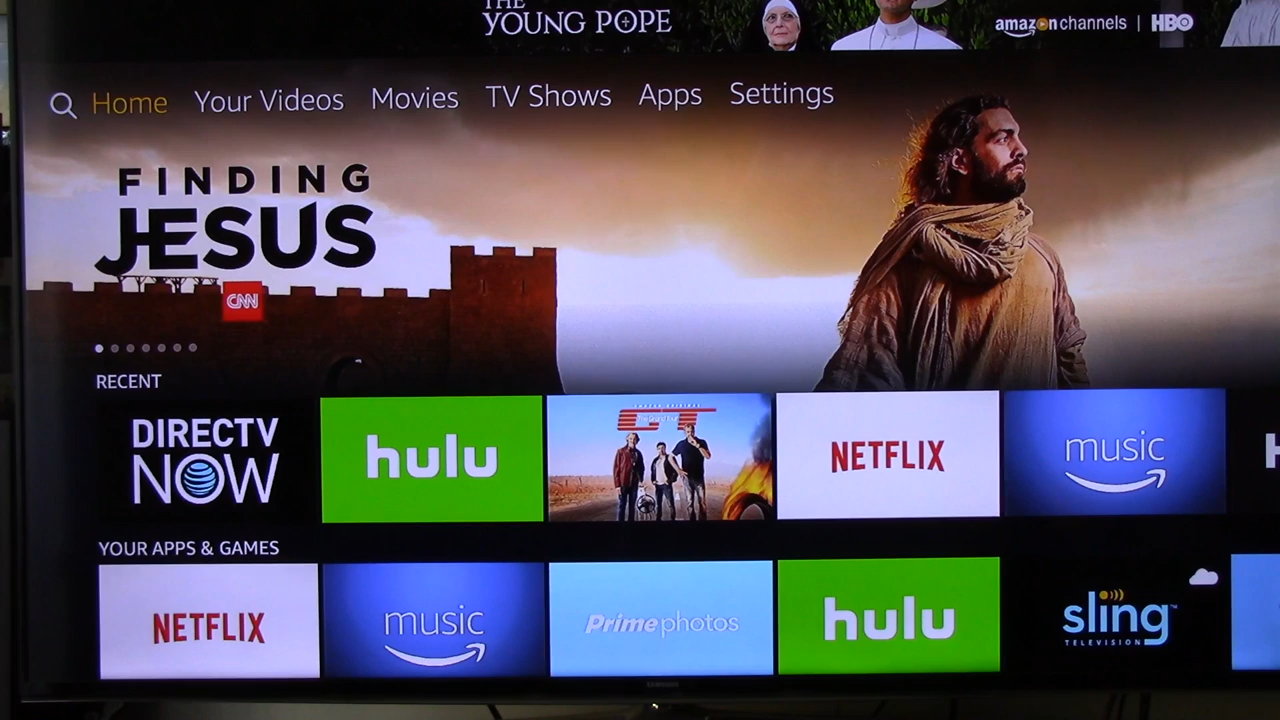 THE
YOUNG POPE
amazon channels | HBO
Home Your Videos Movies TV Shows Apps Settings
FINDING
JESUS
CNN
RECENT
DIRECTV
NOW
hulu
NETFLIX
music
H
YOUR APPS & GAMES
NETFLIX
music
Prime photos
hulu
sling
TELEVISION
SAMSUNG